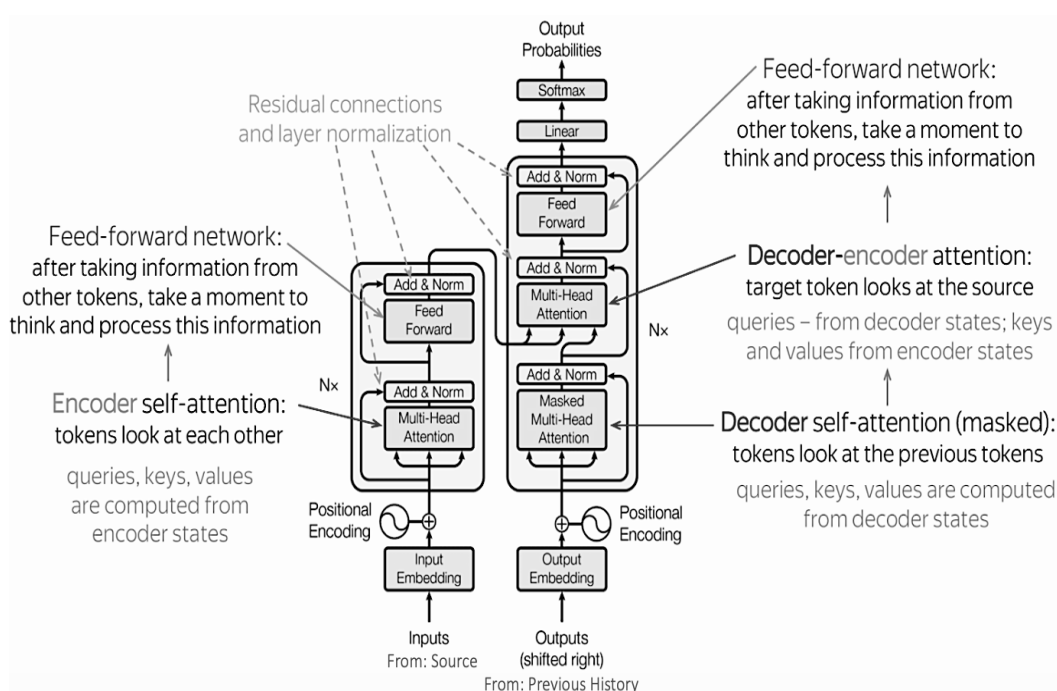 Output
Probabilities
Softmax
Linear
Add & Norm
Feed
Forward
Add & Norm
Multi-Head
Attention
Nx
Add & Norm
Masked
Multi-Head
Attention
Positional
Encoding
Output
Embedding
Outputs
(shifted right)
From: Previous History
Residual connections
and layer normalization
Feed-forward network:
after taking information from
other tokens, take a moment to
think and process this information
Encoder self-attention:
tokens look at each other
queries, keys, values
are computed from
encoder states
Add & Norm
Feed
Forward
Nx
Add & Norm
Multi-Head
Attention
Positional
Encoding
Input
Embedding
Inputs
From: Source
Feed-forward network:
after taking information from
other tokens, take a moment to
think and process this information
Decoder-encoder attention:
target token looks at the source
queries – from decoder states; keys
and values from encoder states
Decoder self-attention (masked):
tokens look at the previous tokens
queries, keys, values are computed
from decoder states